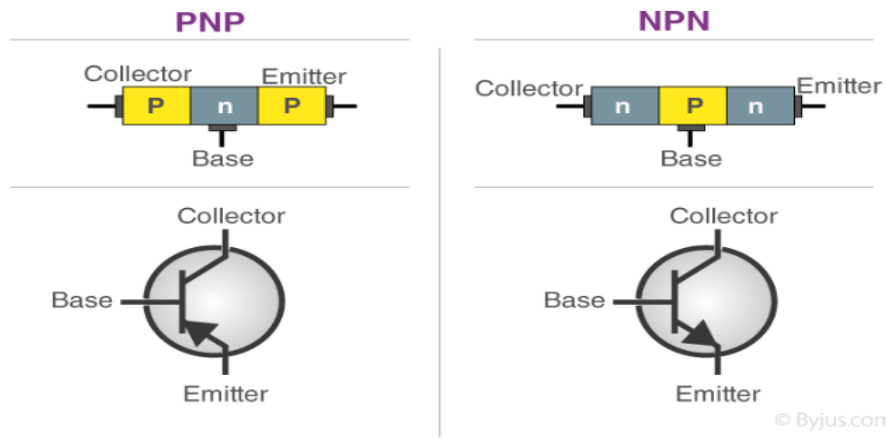 PNP
Collector
Emitter
P
n
P
Base
Collector
Base
Emitter
NPN
Collector
Emitter
n
P
n
Base
Collector
Base
Emitter
© Byjus.com